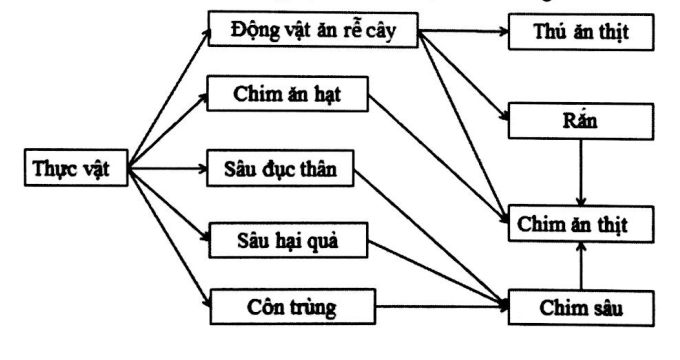 Động vật ăn rễ cây
Thú ăn thịt
Chim ăn hạt
Rắn
Thực vật
Sâu đục thân
Chim ăn thịt
Sâu hại quả
Côn trùng
Chim sâu